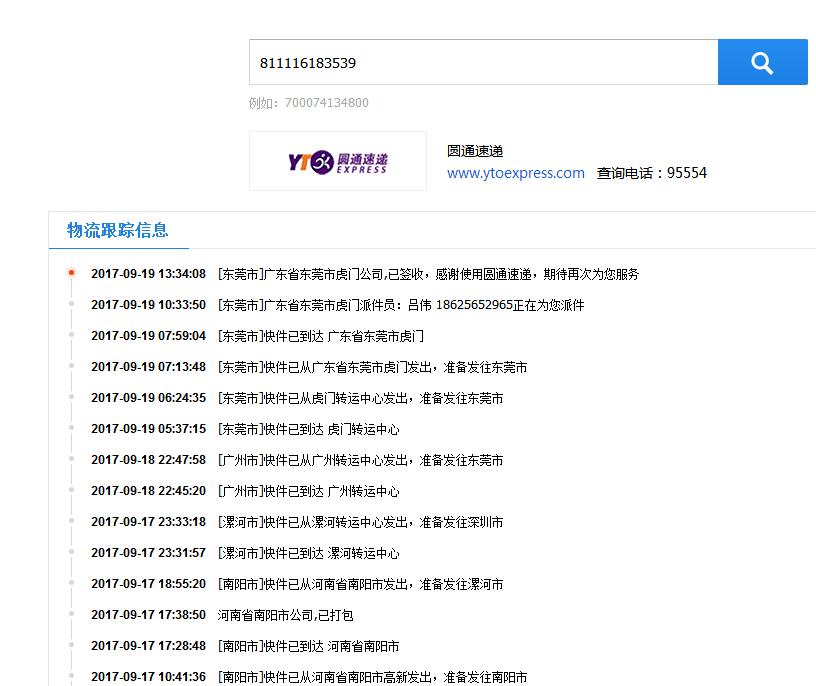 811116183539
例如：700074134800
YTO 圆通速递
EXPRESS
圆通速递
www.ytoexpress.com 查询电话：95554
物流跟踪信息
2017-09-19 13:34:08 [东莞市]广东省东莞市虎门公司,已签收，感谢使用圆通速递，期待再次为您服务
2017-09-19 10:33:50 [东莞市]广东省东莞市虎门派件员：吕伟 18625652965正在为您派件
2017-09-19 07:59:04 [东莞市]快件已到达 广东省东莞市虎门
2017-09-19 07:13:48 [东莞市]快件已从广东省东莞市虎门发出，准备发往东莞市
2017-09-19 06:24:35 [东莞市]快件已从虎门转运中心发出，准备发往东莞市
2017-09-19 05:37:15 [东莞市]快件已到达 虎门转运中心
2017-09-18 22:47:58 [广州市]快件已从广州转运中心发出，准备发往东莞市
2017-09-18 22:45:20 [广州市]快件已到达 广州转运中心
2017-09-17 23:33:18 [漯河市]快件已从漯河转运中心发出，准备发往深圳市
2017-09-17 23:31:57 [漯河市]快件已到达 漯河转运中心
2017-09-17 18:55:20 [南阳市]快件已从河南省南阳市发出，准备发往漯河市
2017-09-17 17:38:50 河南省南阳市公司,已打包
2017-09-17 17:28:48 [南阳市]快件已到达 河南省南阳市
2017-09-17 10:41:36 [南阳市]快件已从河南省南阳市高新发出，准备发往南阳市